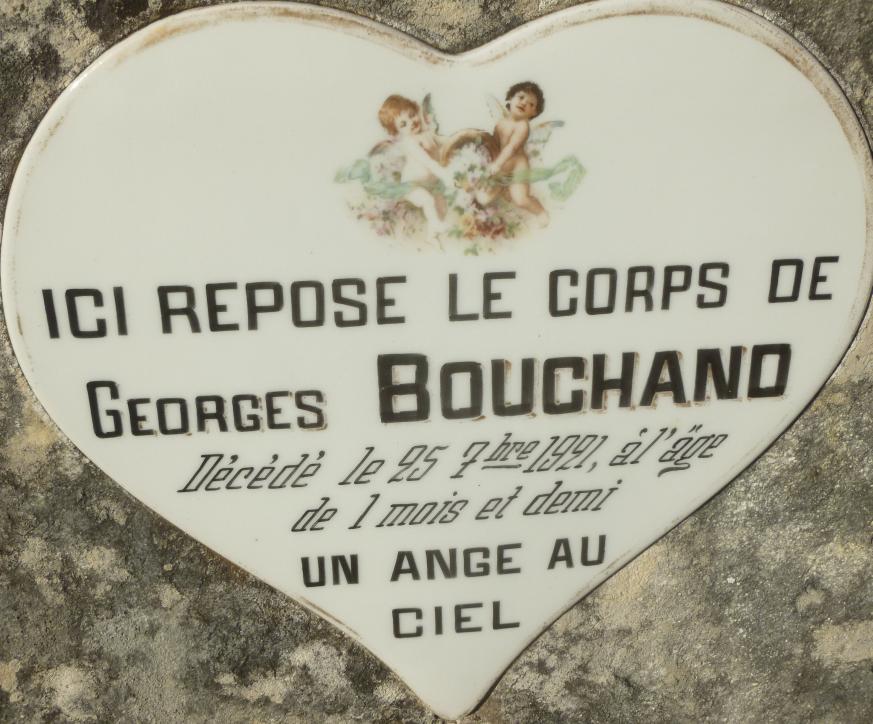 ICI REPOSE LE CORPS DE
GEORGES BOUCHAND
Décédé le 25 7bre 1921, à l'âge
de 1 mois et demi
UN ANGE AU
CIEL